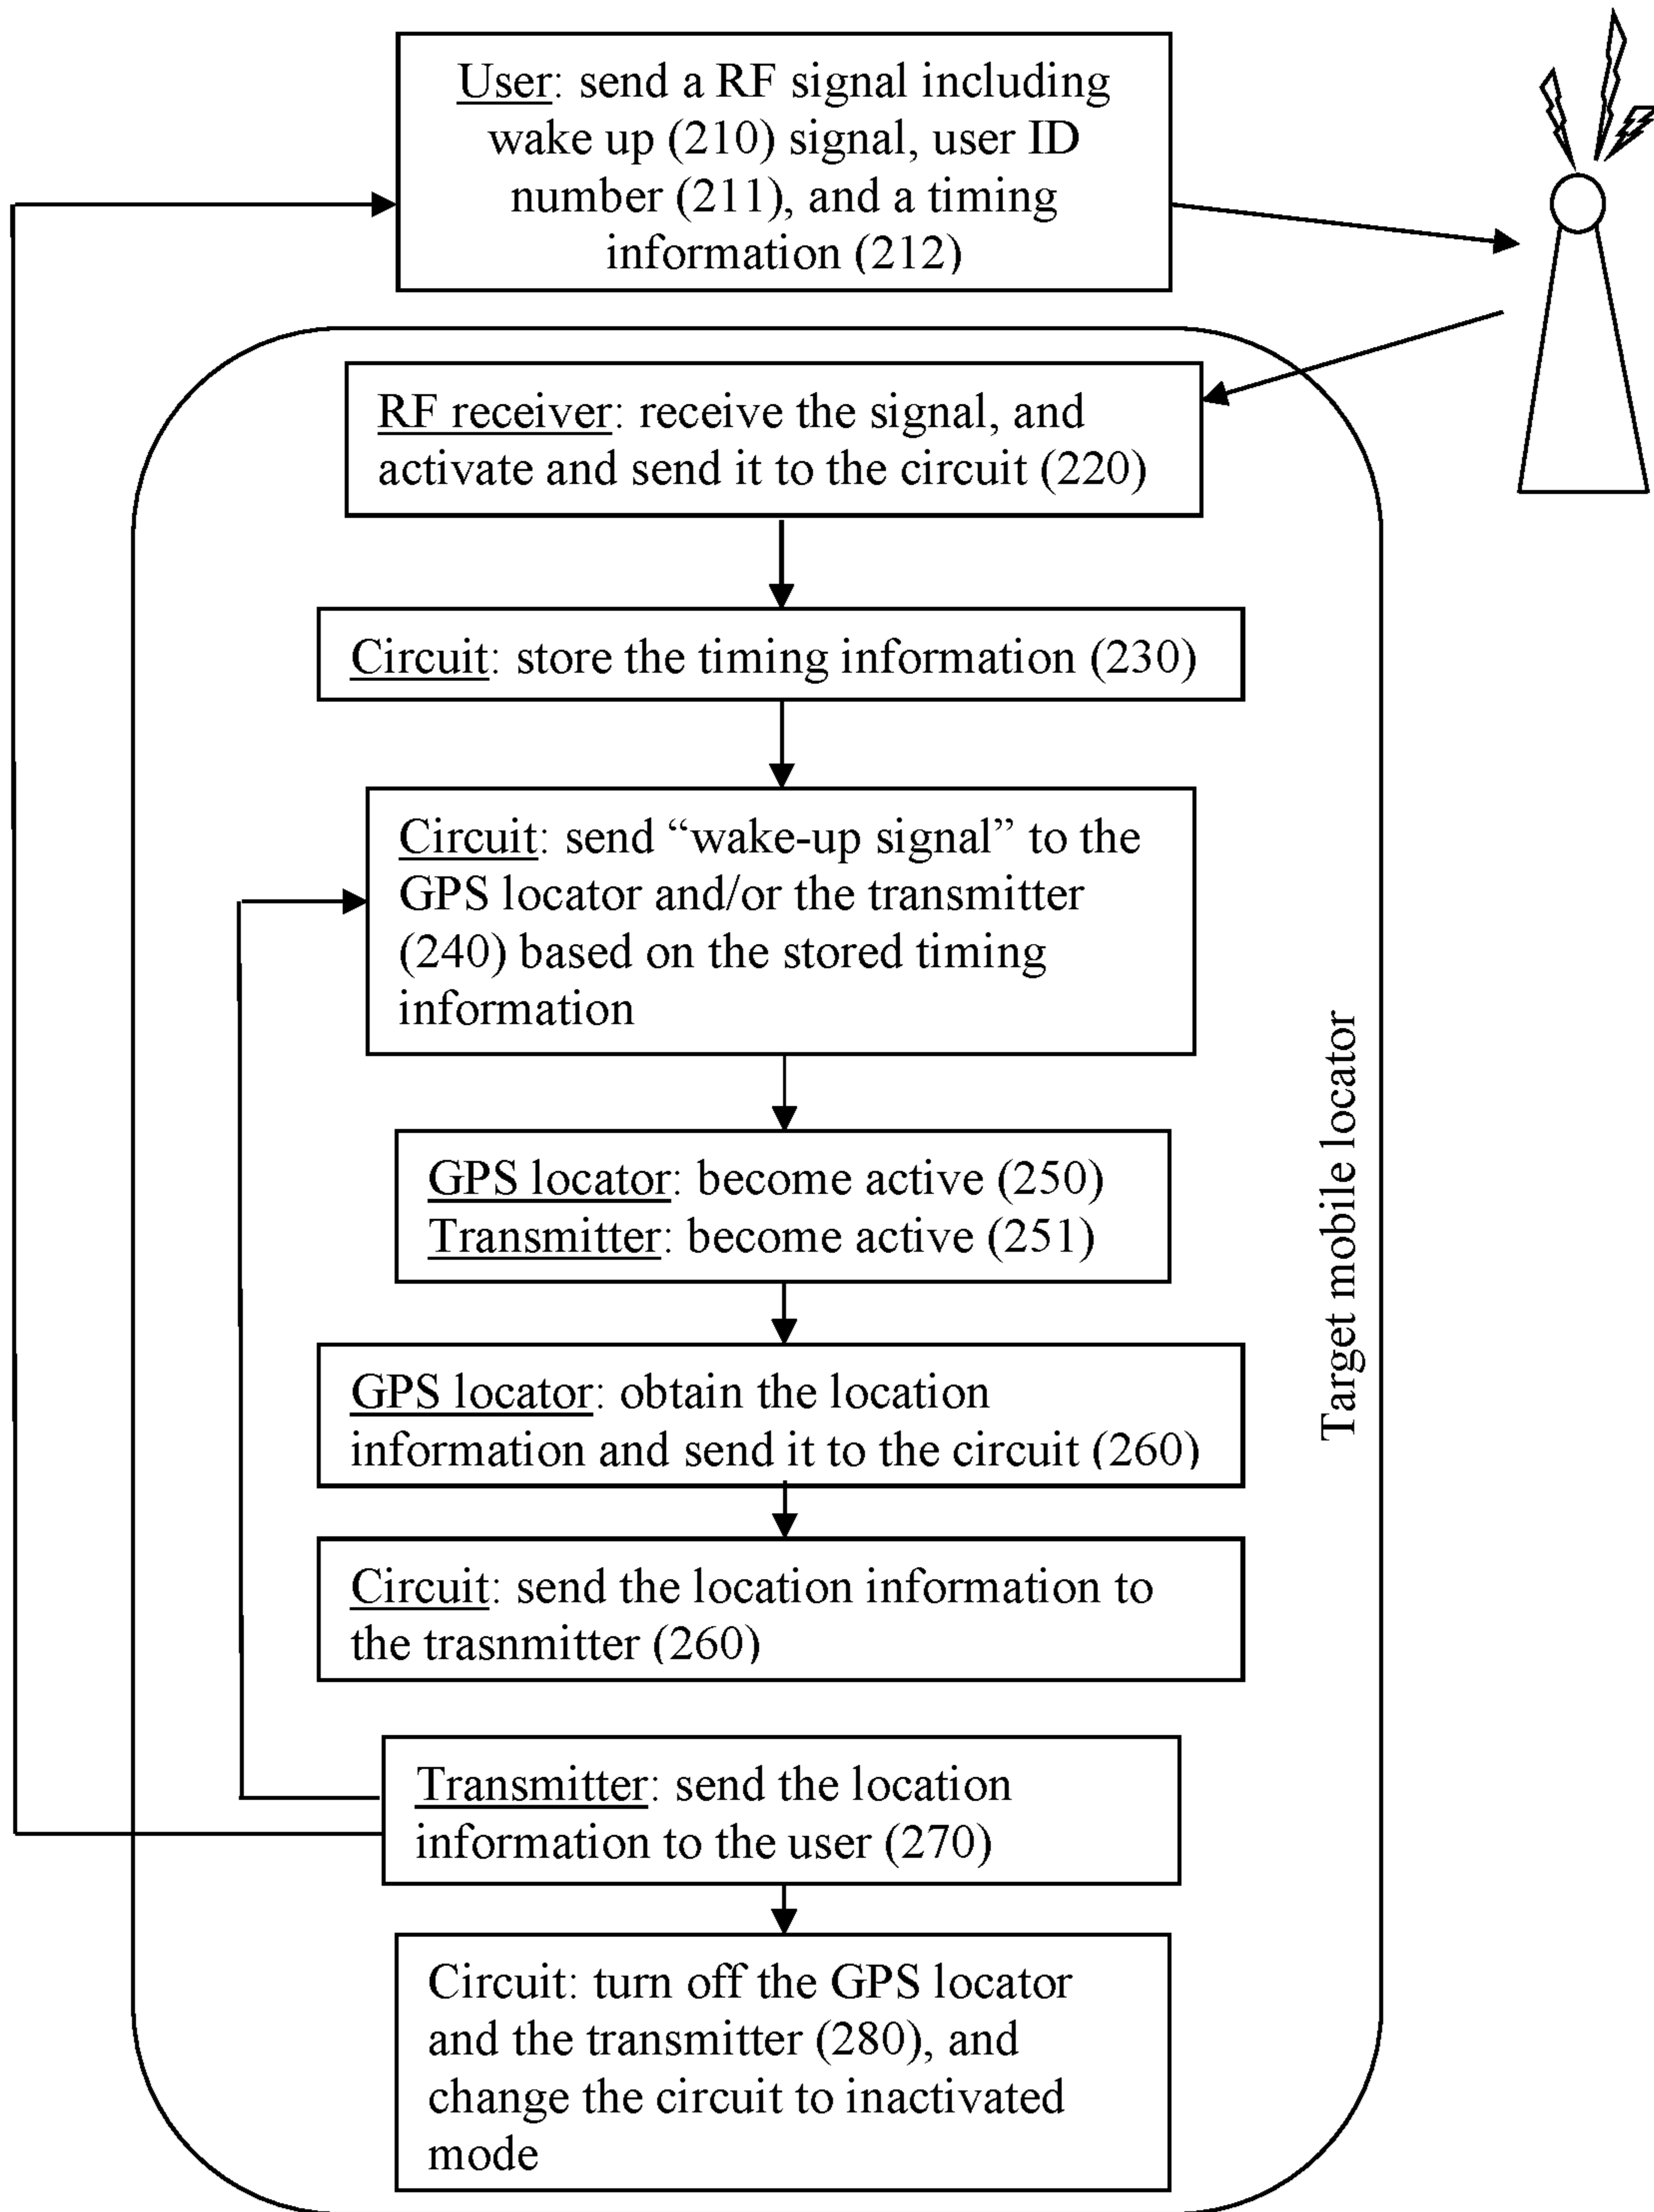 User: send a RF signal including
wake up (210) signal, user ID
number (211), and a timing
information (212)
RF receiver: receive the signal, and
activate and send it to the circuit (220)
Circuit: store the timing information (230)
Circuit: send “wake-up signal” to the
GPS locator and/or the transmitter
(240) based on the stored timing
information
GPS locator: become active (250)
Transmitter: become active (251)
GPS locator: obtain the location
information and send it to the circuit (260)
Circuit: send the location information to
the trasnmitter (260)
Transmitter: send the location
information to the user (270)
Circuit: turn off the GPS locator
and the transmitter (280), and
change the circuit to inactivated
mode
Target mobile locator